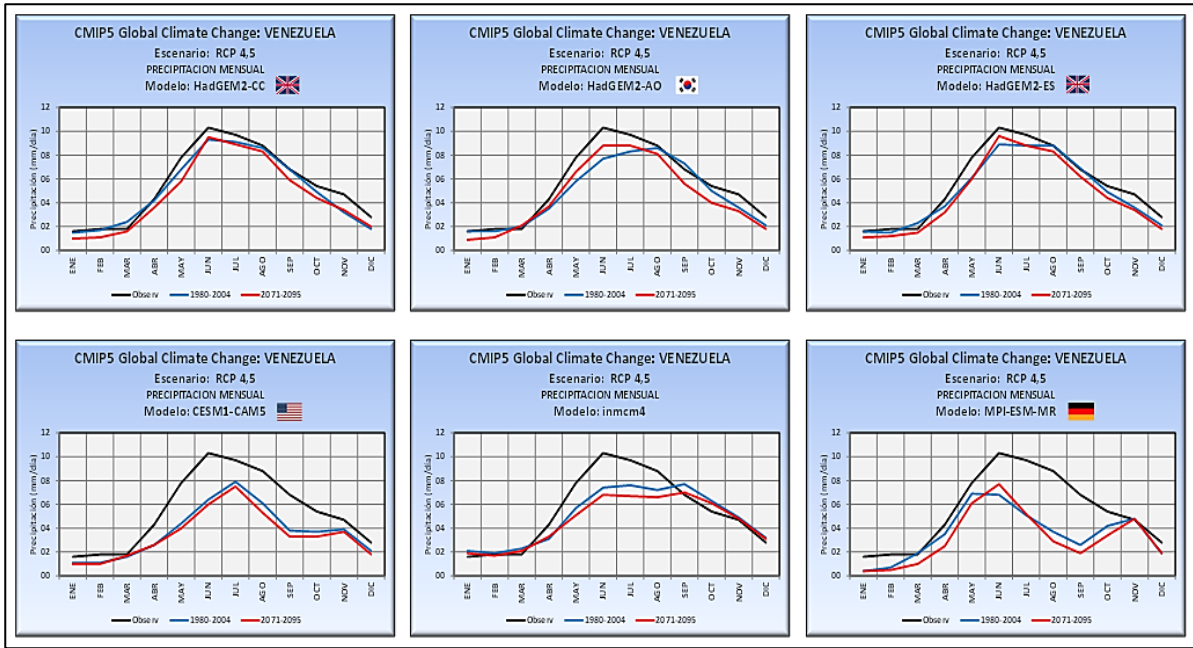 CMIP5 Global Climate Change: VENEZUELA
Escenario: RCP 4,5
PRECIPITACION MENSUAL
Modelo: HadGEM2-CC
Precipitación (mm/día)
12
10
08
06
04
02
00
ENE FEB MAR ABR MAY JUN JUL AGO SEP OCT NOV DIC
Observ 1980-2004 2071-2095
CMIP5 Global Climate Change: VENEZUELA
Escenario: RCP 4,5
PRECIPITACION MENSUAL
Modelo: HadGEM2-AO
Precipitación (mm/día)
12
10
08
06
04
02
00
ENE FEB MAR ABR MAY JUN JUL AGO SEP OCT NOV DIC
Observ 1980-2004 2071-2095
CMIP5 Global Climate Change: VENEZUELA
Escenario: RCP 4,5
PRECIPITACION MENSUAL
Modelo: HadGEM2-ES
Precipitación (mm/día)
12
10
08
06
04
02
00
ENE FEB MAR ABR MAY JUN JUL AGO SEP OCT NOV DIC
Observ 1980-2004 2071-2095
CMIP5 Global Climate Change: VENEZUELA
Escenario: RCP 4,5
PRECIPITACION MENSUAL
Modelo: CESM1-CAM5
Precipitación (mm/día)
12
10
08
06
04
02
00
ENE FEB MAR ABR MAY JUN JUL AGO SEP OCT NOV DIC
Observ 1980-2004 2071-2095
CMIP5 Global Climate Change: VENEZUELA
Escenario: RCP 4,5
PRECIPITACION MENSUAL
Modelo: inmcm4
Precipitación (mm/día)
12
10
08
06
04
02
00
ENE FEB MAR ABR MAY JUN JUL AGO SEP OCT NOV DIC
Observ 1980-2004 2071-2095
CMIP5 Global Climate Change: VENEZUELA
Escenario: RCP 4,5
PRECIPITACION MENSUAL
Modelo: MPI-ESM-MR
Precipitación (mm/día)
12
10
08
06
04
02
00
ENE FEB MAR ABR MAY JUN JUL AGO SEP OCT NOV DIC
Observ 1980-2004 2071-2095